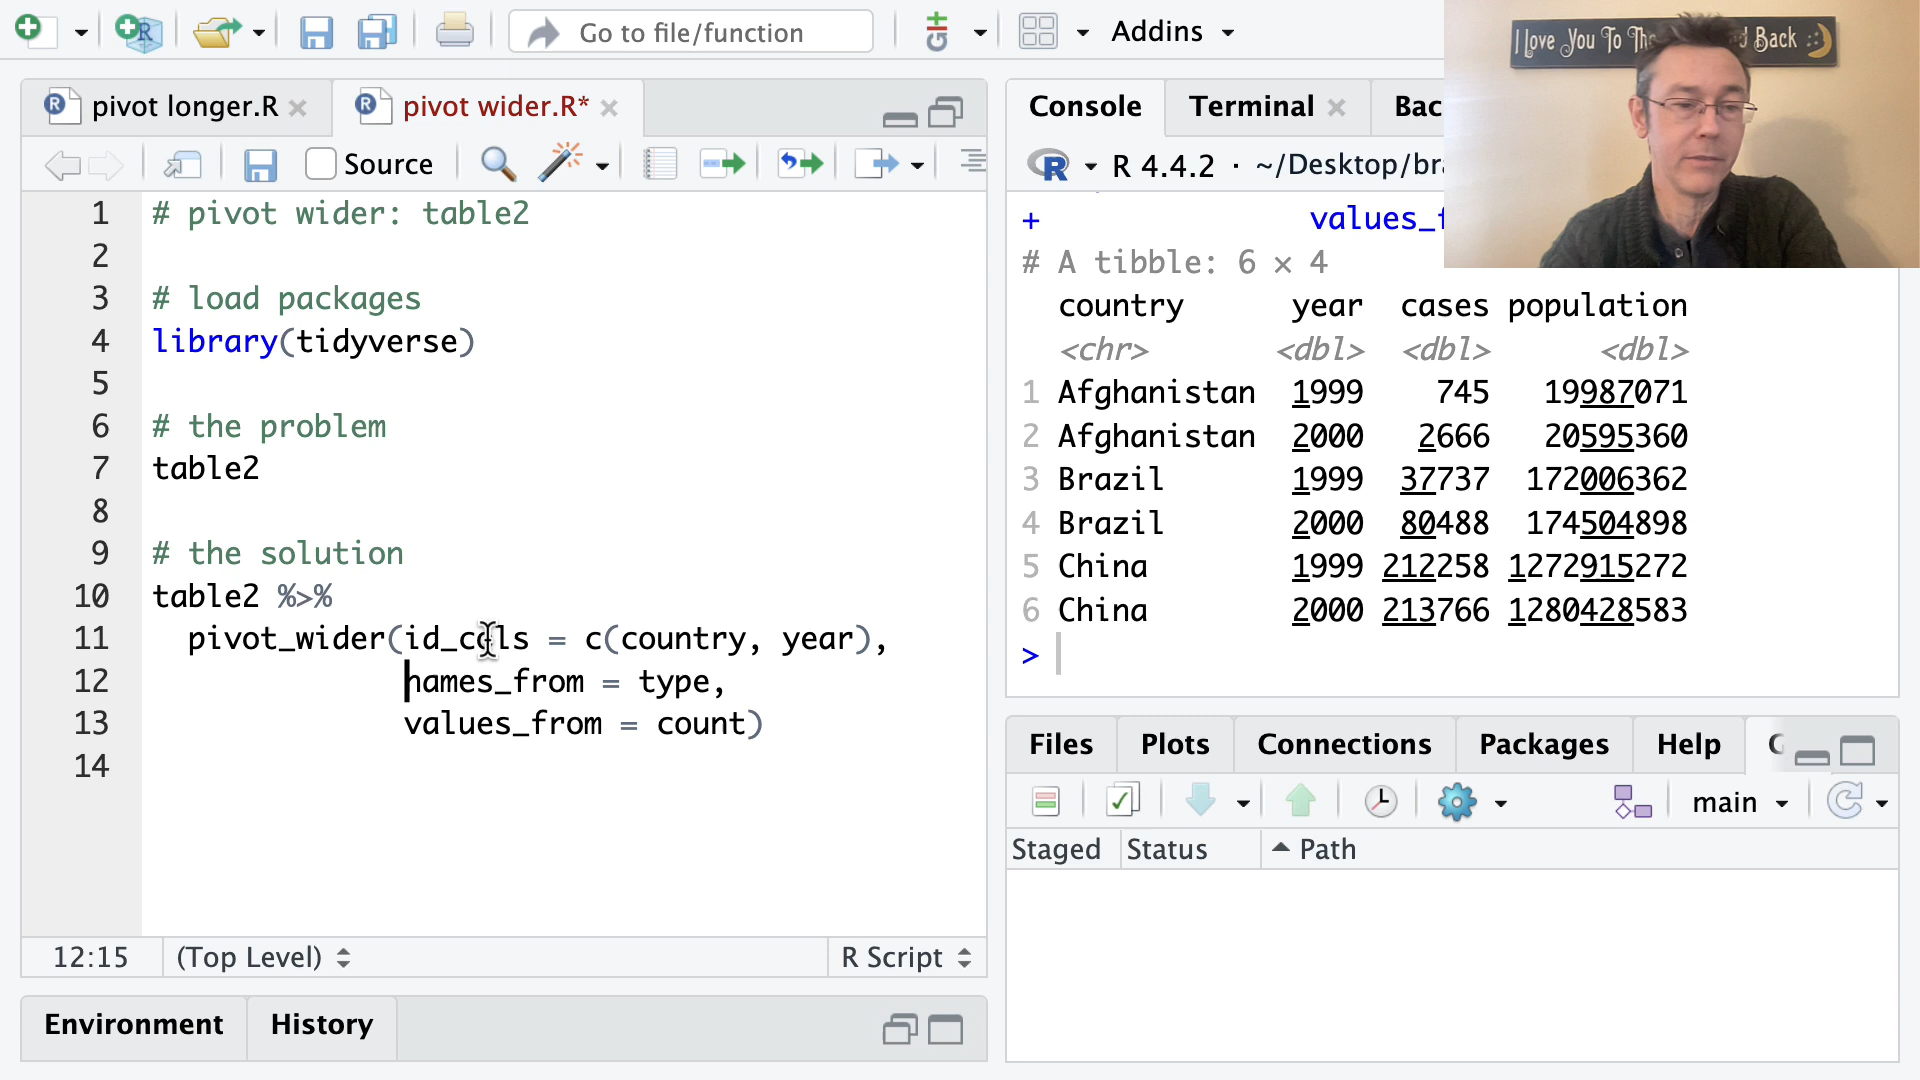 Go to file/function
Addins
I love You To The
d Back
pivot longer.R
pivot wider.R*
Source
1 # pivot wider: table2
2
3 # load packages
4 library(tidyverse)
5
6 # the problem
7 table2
8
9 # the solution
10 table2 %>%
11 pivot_wider(id_cols = c(country, year),
12 names_from = type,
13 values_from = count)
14
12:15 (Top Level) R Script
Environment History
Console Terminal Bac
R 4.4.2 · ~/Desktop/br
+ values_f
# A tibble: 6 × 4
country year cases population
<chr> <dbl> <dbl> <dbl>
1 Afghanistan 1999 745 19987071
2 Afghanistan 2000 2666 20595360
3 Brazil 1999 37737 172006362
4 Brazil 2000 80488 174504898
5 China 1999 212258 1272915272
6 China 2000 213766 1280428583
>
Files Plots Connections Packages Help
main
Staged Status Path